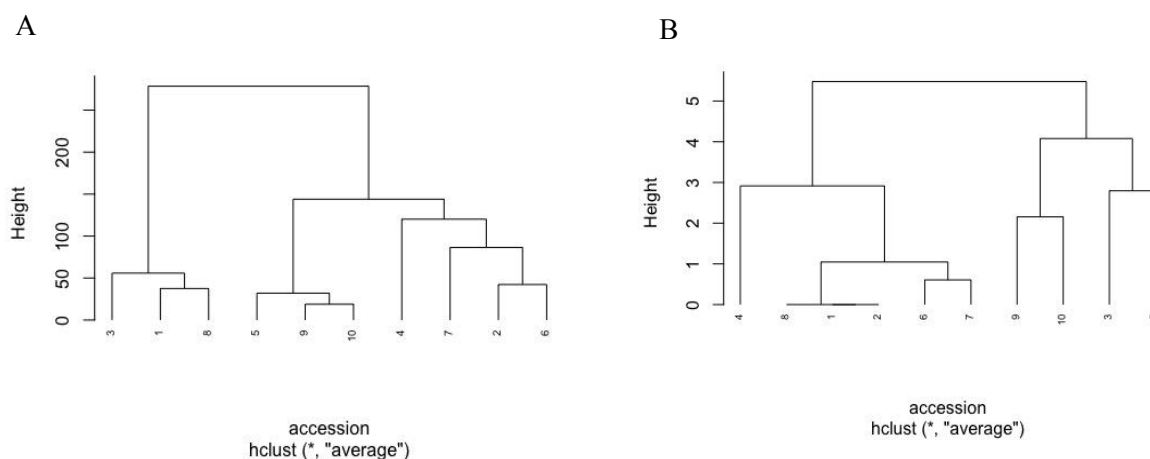 A
B
Height
200
100
50
0
3 1 8 5 9 10 4 7 2 6
accession
hclust (*, "average")
Height
5
4
3
2
1
0
4 8 1 2 6 7 9 10 3
accession
hclust (*, "average")